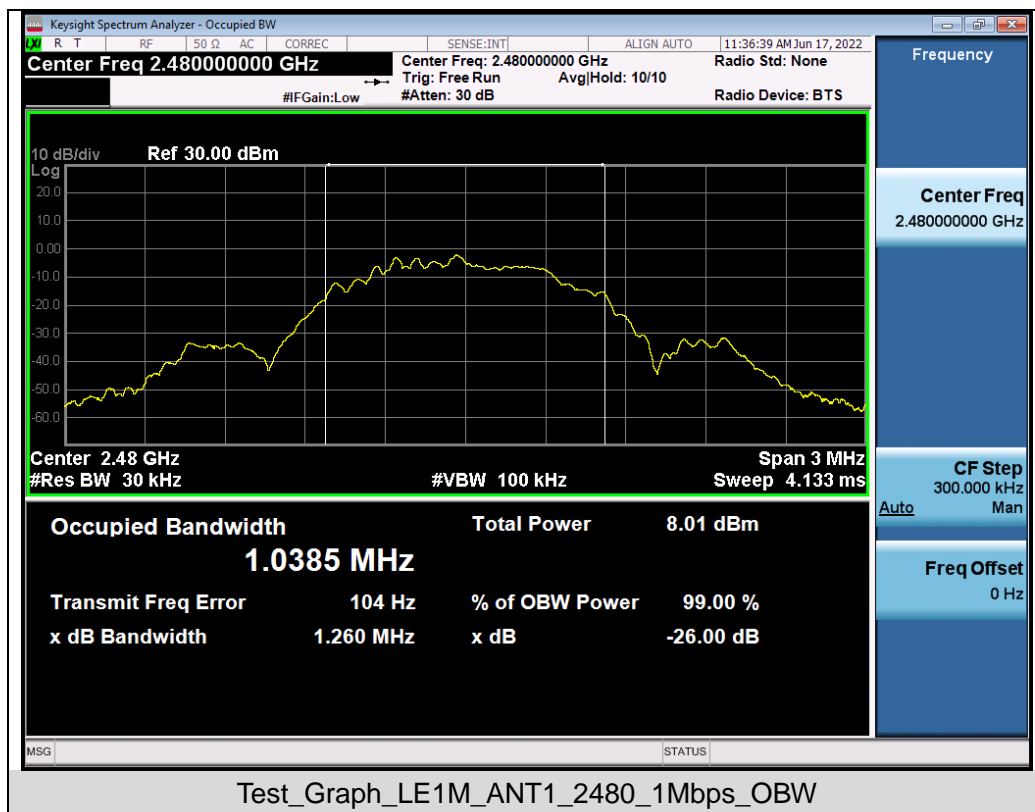 Keysight Spectrum Analyzer - Occupied BW
LXI R T RF 50 Ω AC CORREC SENSE:INT ALIGN AUTO 11:36:39 AM Jun 17, 2022
Center Freq 2.480000000 GHz
#IFGain:Low
Center Freq: 2.480000000 GHz
Trig: Free Run Avg|Hold: 10/10
#Atten: 30 dB
Radio Std: None
Radio Device: BTS
Frequency
10 dB/div Ref 30.00 dBm
Log
20.0
10.0
0.00
-10.0
-20.0
-30.0
-40.0
-50.0
-60.0
Center 2.48 GHz Span 3 MHz
#Res BW 30 kHz #VBW 100 kHz Sweep 4.133 ms
Center Freq
2.480000000 GHz
CF Step
300.000 kHz
Auto Man
Freq Offset
0 Hz
Occupied Bandwidth Total Power 8.01 dBm
1.0385 MHz
Transmit Freq Error 104 Hz % of OBW Power 99.00 %
x dB Bandwidth 1.260 MHz x dB -26.00 dB
MSG STATUS
Test_Graph_LE1M_ANT1_2480_1Mbps_OBW